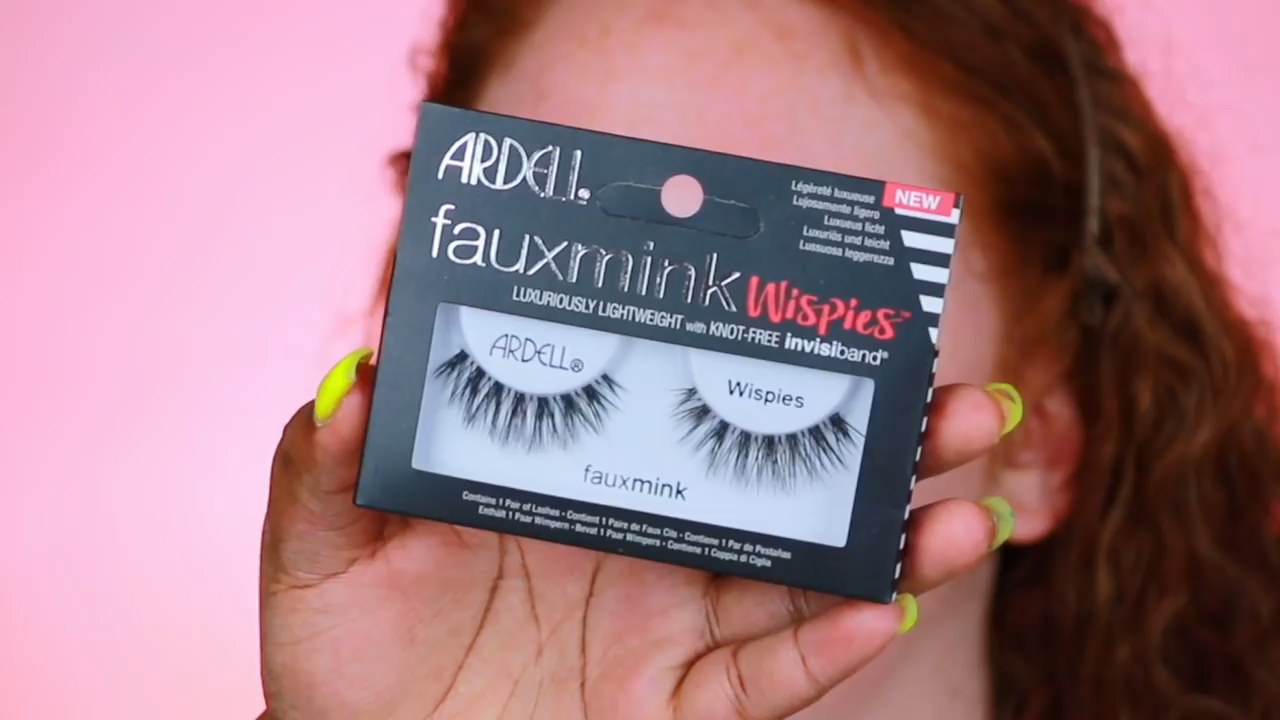 ARDELL®
fauxmink Wispies™
LUXURIOUSLY LIGHTWEIGHT with KNOT-FREE invisiband®
Légèreté luxueuse
Lujosamente ligero
Luxueus licht
Luxuriös und leicht
Lussuosa leggerezza
NEW
ARDELL®
Wispies
fauxmink
Contains 1 Pair of Lashes • Contient 1 Paire de Faux Cils • Contiene 1 Par de Pestañas
Enthält 1 Paar Wimpern • Bevat 1 Paar Wimpers • Contiene 1 Coppia di Ciglia